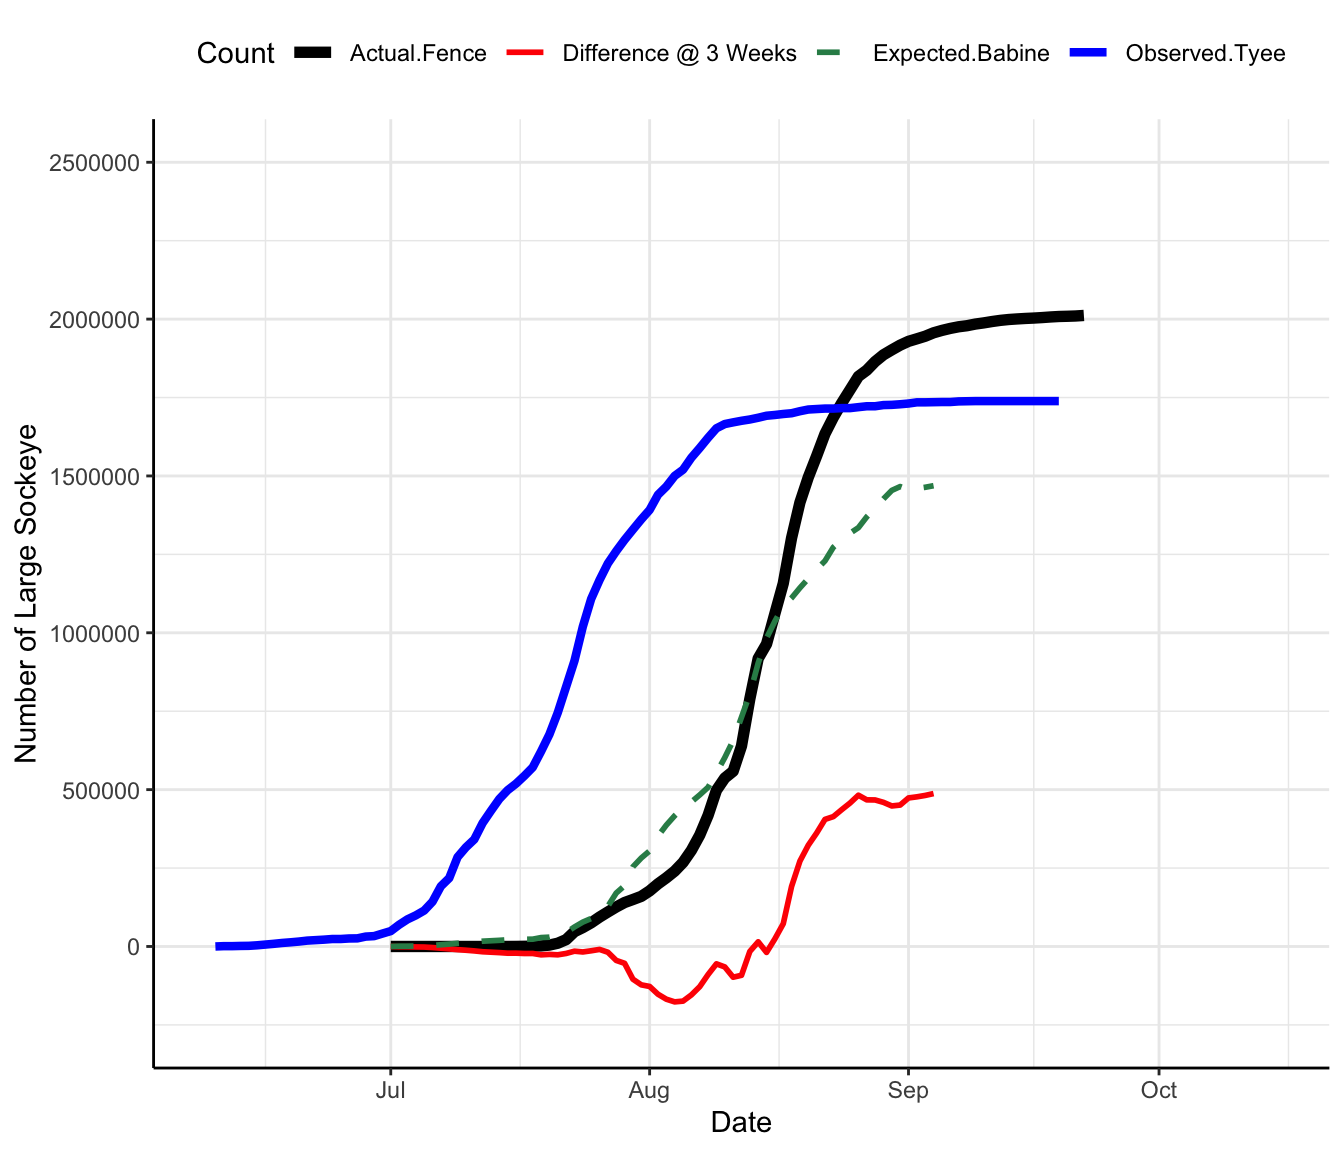 Count Actual.Fence Difference @ 3 Weeks Expected.Babine Observed.Tyee
2500000
2000000
1500000
1000000
500000
0
Number of Large Sockeye
Jul Aug Sep Oct
Date